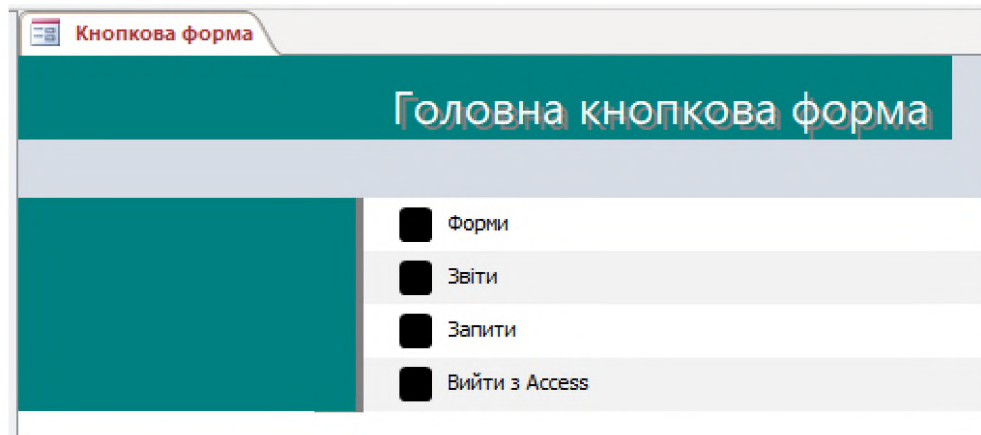 Кнопкова форма
Головна кнопкова форма
Форми
Звіти
Запити
Вийти з Access